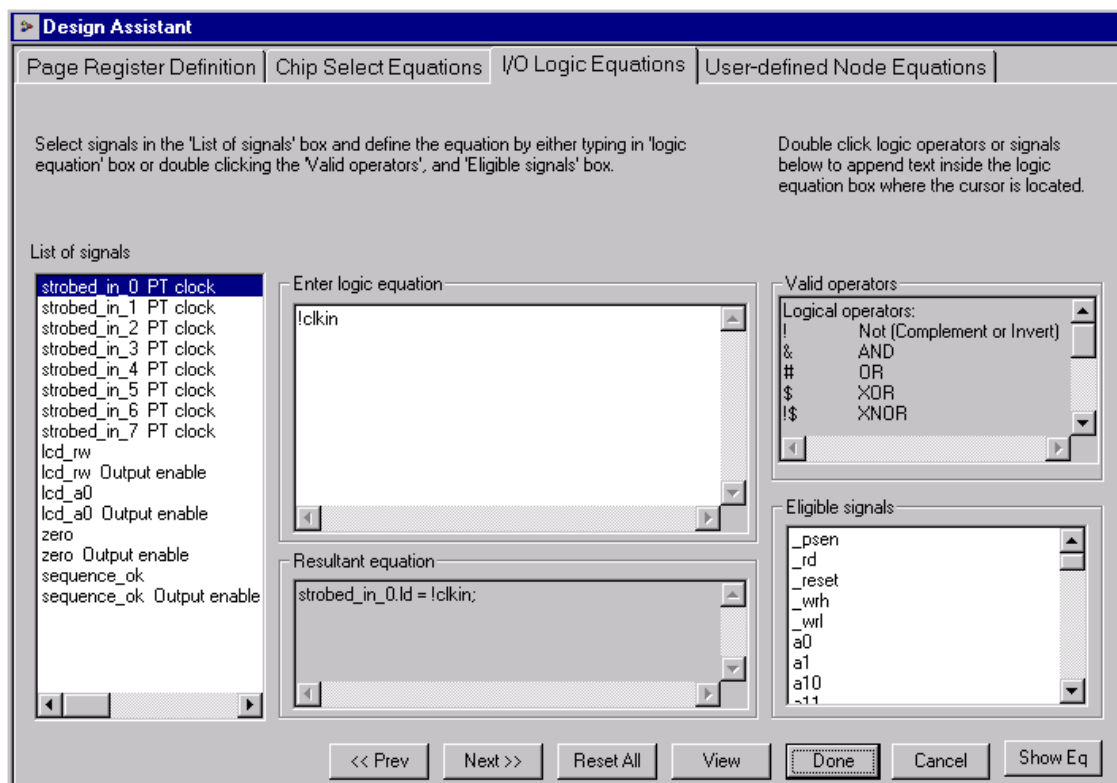 Design Assistant
Page Register Definition
Chip Select Equations
I/O Logic Equations
User-defined Node Equations
Select signals in the 'List of signals' box and define the equation by either typing in 'logic
equation' box or double clicking the 'Valid operators', and 'Eligible signals' box.
Double click logic operators or signals
below to append text inside the logic
equation box where the cursor is located.
List of signals
strobed_in_0 PT clock
strobed_in_1 PT clock
strobed_in_2 PT clock
strobed_in_3 PT clock
strobed_in_4 PT clock
strobed_in_5 PT clock
strobed_in_6 PT clock
strobed_in_7 PT clock
lcd_rw
lcd_rw Output enable
lcd_a0
lcd_a0 Output enable
zero
zero Output enable
sequence_ok
sequence_ok Output enable
Enter logic equation
!clkin
Resultant equation
strobed_in_0.ld = !clkin;
Valid operators
Logical operators:
! Not (Complement or Invert)
& AND
# OR
$ XOR
!$ XNOR
Eligible signals
_psen
_rd
_reset
_wrh
_wrl
a0
a1
a10
a11
<< Prev
Next >>
Reset All
View
Done
Cancel
Show Eq